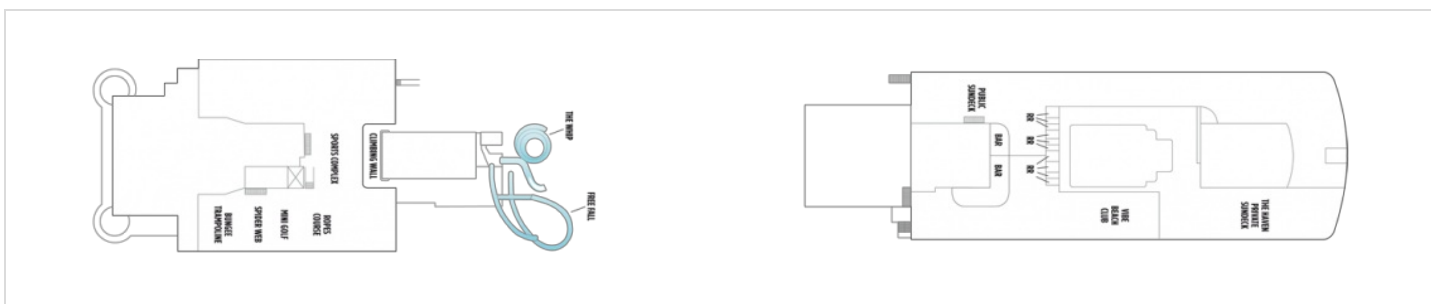 THE WHIP
FREE FALL
CLIMBING WALL
SPORTS COMPLEX
ROPES
COURSE
MINI GOLF
SPIDER WEB
BUNGEE
TRAMPOLINE
PUBLIC
SUNDECK
BAR
BAR
RR
RR
RR
VIBE
BEACH
CLUB
THE HAVEN
PRIVATE
SUNDECK